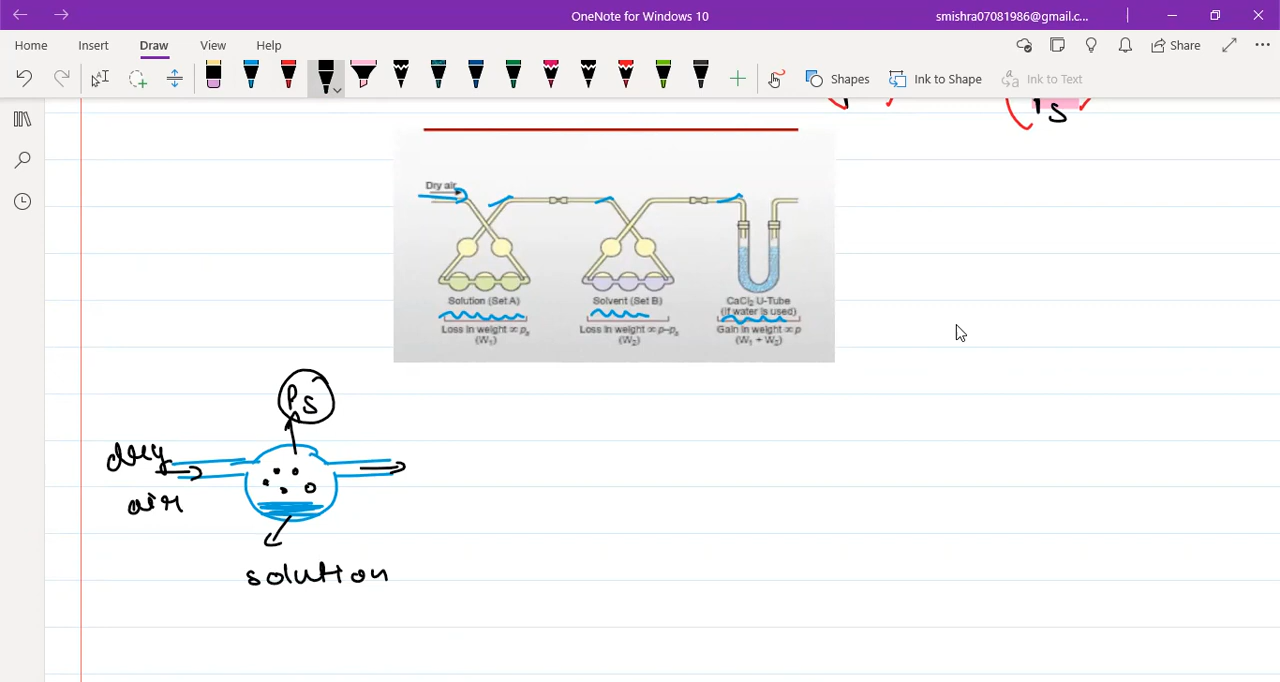 OneNote for Windows 10
smishra07081986@gmail.c...
Home Insert Draw View Help
Share
Shapes
Ink to Shape
Ink to Text
Ps
Dry air
Solution (Set A)
Loss in weight ∝ pₛ
(W₁)
Solvent (Set B)
Loss in weight ∝ p–pₛ
(W₂)
CaCl₂ U-Tube
(if water is used)
Gain in weight ∝ p
(W₁ + W₂)
Ps
dry
air
solution